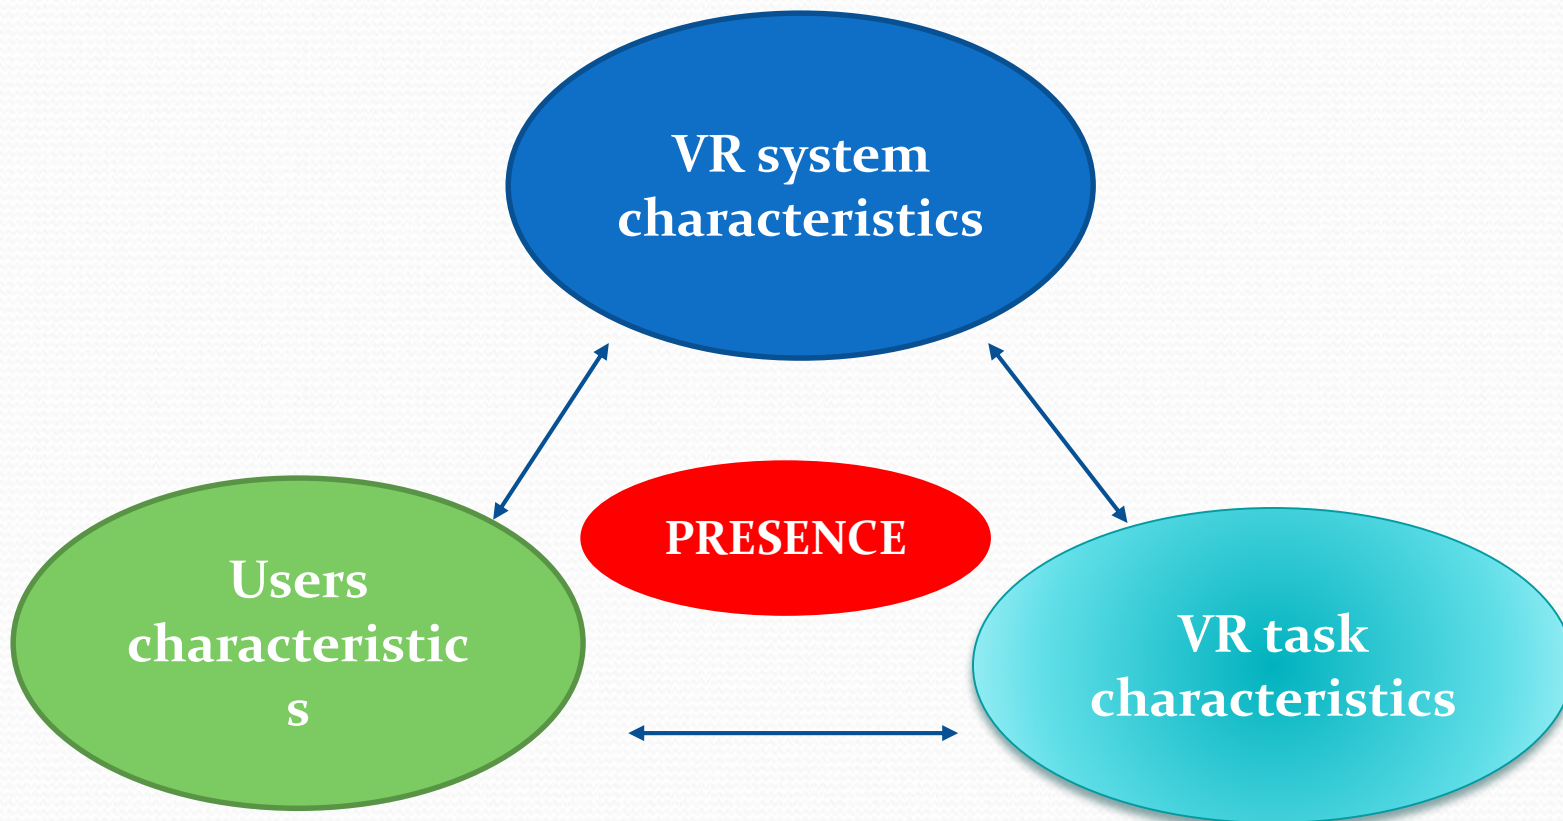 VR system
characteristics
PRESENCE
Users
characteristic
s
VR task
characteristics